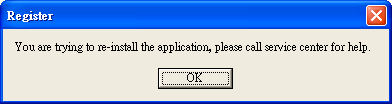 Register
You are trying to re-install the application, please call service center for help.
OK